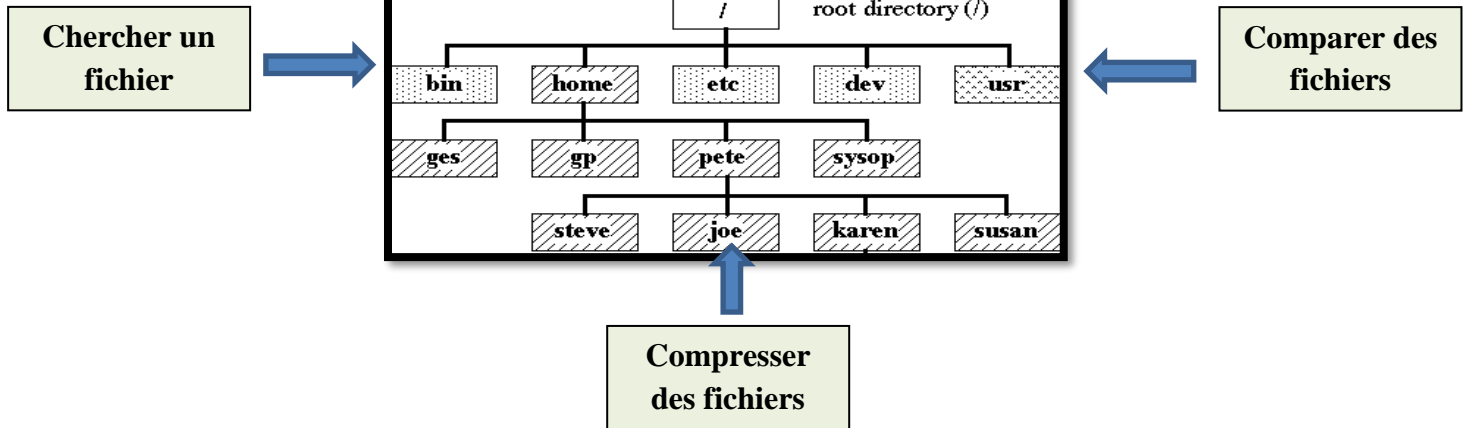 / root directory (/)
Chercher un
fichier
Comparer des
fichiers
bin home etc dev usr
ges gp pete sysop
steve joe karen susan
Compresser
des fichiers